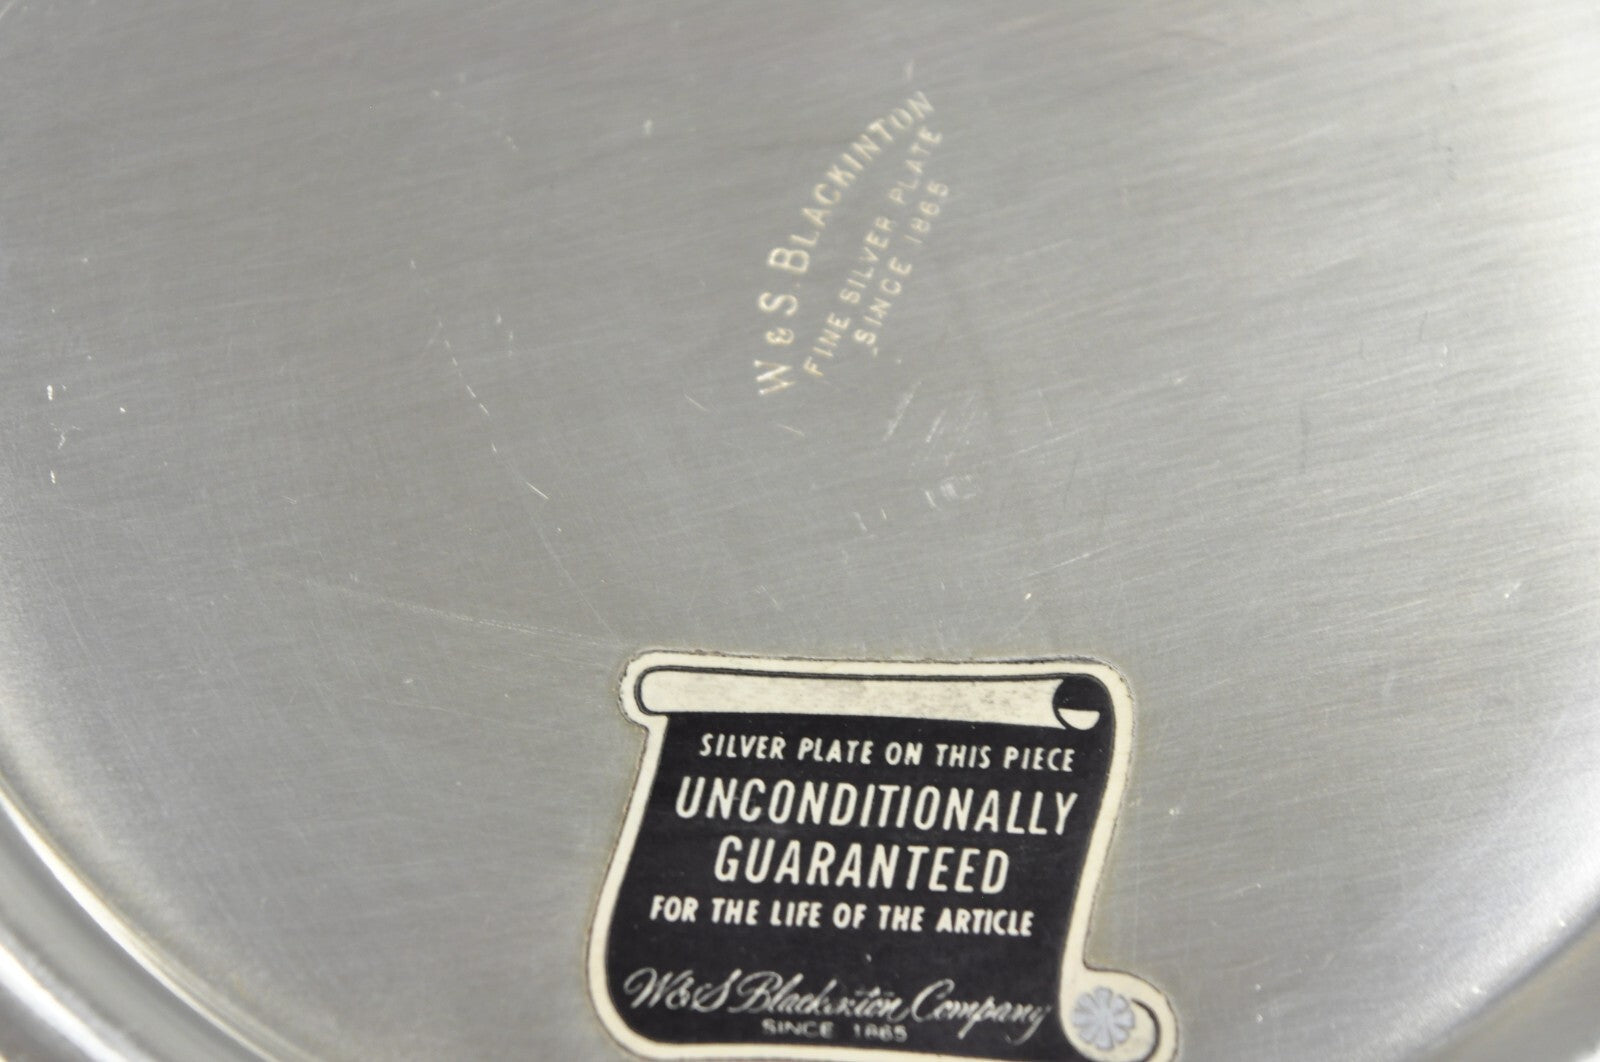 W & S. BLACKINTON
FINE SILVER PLATE
SINCE 1865
SILVER PLATE ON THIS PIECE
UNCONDITIONALLY
GUARANTEED
FOR THE LIFE OF THE ARTICLE
W&S Blackinton Company
SINCE 1865